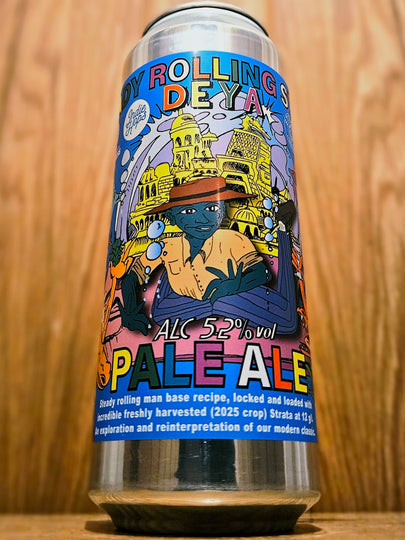 DY ROLLING S
DEYA
ALC 5.2% vol
PALE ALE
Steady rolling man base recipe, locked and loaded with
incredible freshly harvested (2025 crop) Strata at 12 g/
An exploration and reinterpretation of our modern classic.